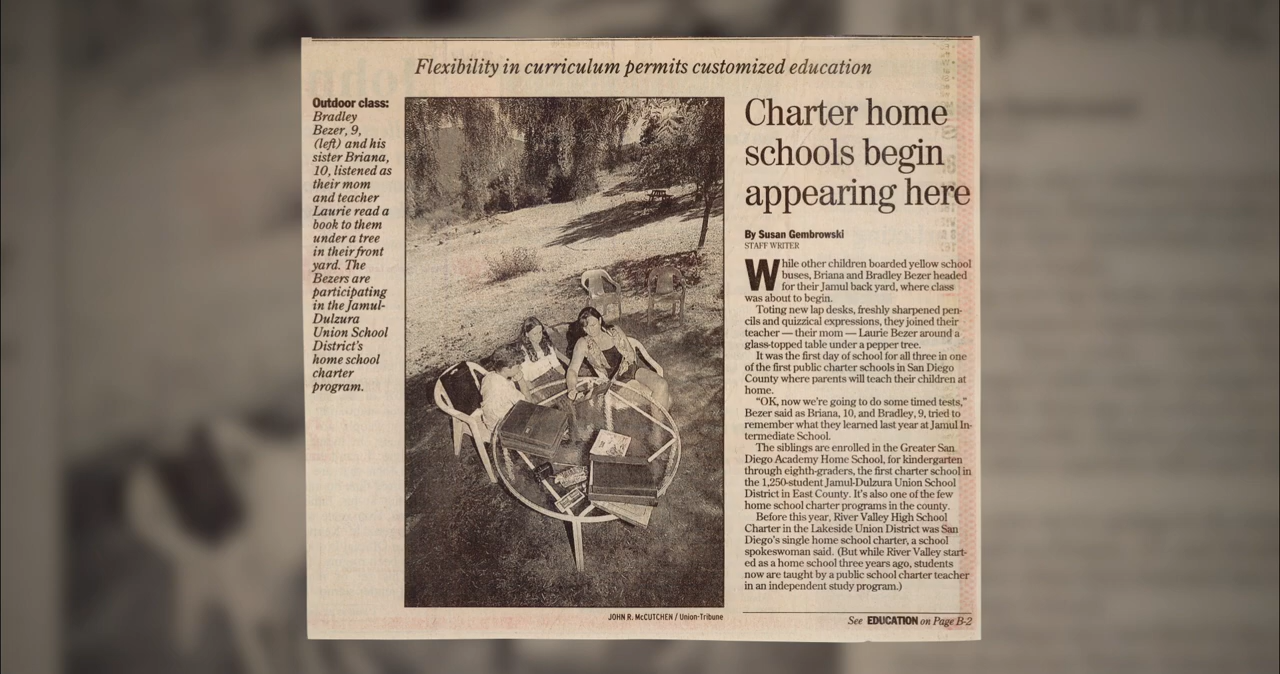 Flexibility in curriculum permits customized education
Outdoor class:
Bradley
Bezer, 9,
(left) and his
sister Briana,
10, listened as
their mom
and teacher
Laurie read a
book to them
under a tree
in their front
yard. The
Bezers are
participating
in the Jamul-
Dulzura
Union School
District's
home school
charter
program.
JOHN R. McCUTCHEN / Union-Tribune
Charter home
schools begin
appearing here
By Susan Gembrowski
STAFF WRITER
While other children boarded yellow school
buses, Briana and Bradley Bezer headed
for their Jamul back yard, where class
was about to begin.
Toting new lap desks, freshly sharpened pen-
cils and quizzical expressions, they joined their
teacher — their mom — Laurie Bezer around a
glass-topped table under a pepper tree.
It was the first day of school for all three in one
of the first public charter schools in San Diego
County where parents will teach their children at
home.
"OK, now we're going to do some timed tests,"
Bezer said as Briana, 10, and Bradley, 9, tried to
remember what they learned last year at Jamul In-
termediate School.
The siblings are enrolled in the Greater San
Diego Academy Home School, for kindergarten
through eighth-graders, the first charter school in
the 1,250-student Jamul-Dulzura Union School
District in East County. It's also one of the few
home school charter programs in the county.
Before this year, River Valley High School
Charter in the Lakeside Union District was San
Diego's single home school charter, a school
spokeswoman said. (But while River Valley start-
ed as a home school three years ago, students
now are taught by a public school charter teacher
in an independent study program.)
See EDUCATION on Page B-2